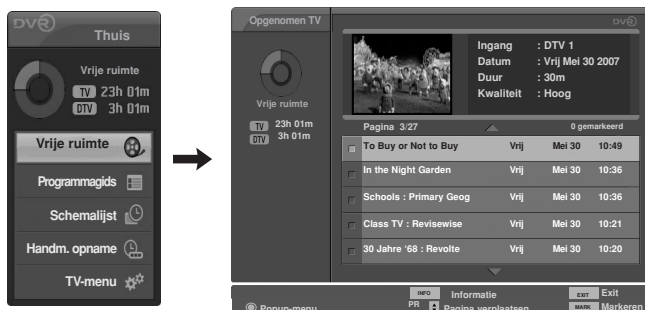 DVR
Thuis
Vrije ruimte
TV 23h 01m
DTV 3h 01m
Vrije ruimte
Programmagids
Schemalijst
Handm. opname
TV-menu
Opgenomen TV
DVR
Vrije ruimte
TV 23h 01m
DTV 3h 01m
Ingang : DTV 1
Datum : Vrij Mei 30 2007
Duur : 30m
Kwaliteit : Hoog
Pagina 3/27 0 gemarkeerd
To Buy or Not to Buy Vrij Mei 30 10:49
In the Night Garden Vrij Mei 30 10:36
Schools : Primary Geog Vrij Mei 30 10:36
Class TV : Revisewise Vrij Mei 30 10:21
30 Jahre ‘68 : Revolte Vrij Mei 30 10:20
INFO Informatie EXIT Exit
Popup-menu PR Pagina verplaatsen MARK Markeren